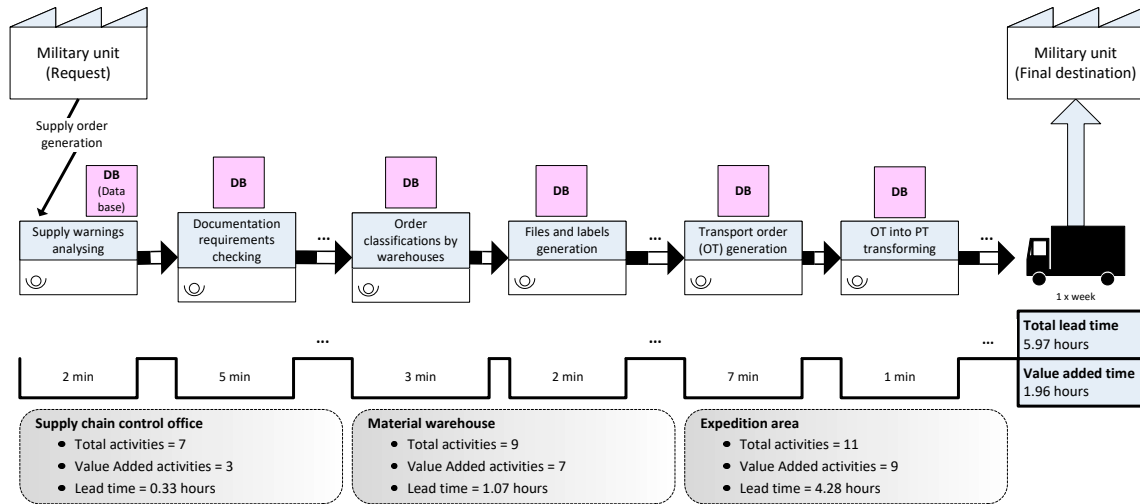 Military unit
(Request)
Military unit
(Final destination)
Supply order
generation
DB
(Data
base)
DB
DB
DB
DB
DB
Supply warnings
analysing
Documentation
requirements
checking
...
Order
classifications by
warehouses
Files and labels
generation
...
Transport order
(OT) generation
OT into PT
transforming
...
1 x week
...
...
...
Total lead time
5.97 hours
2 min
5 min
3 min
2 min
7 min
1 min
Value added time
1.96 hours
Supply chain control office
• Total activities = 7
• Value Added activities = 3
• Lead time = 0.33 hours
Material warehouse
• Total activities = 9
• Value Added activities = 7
• Lead time = 1.07 hours
Expedition area
• Total activities = 11
• Value Added activities = 9
• Lead time = 4.28 hours